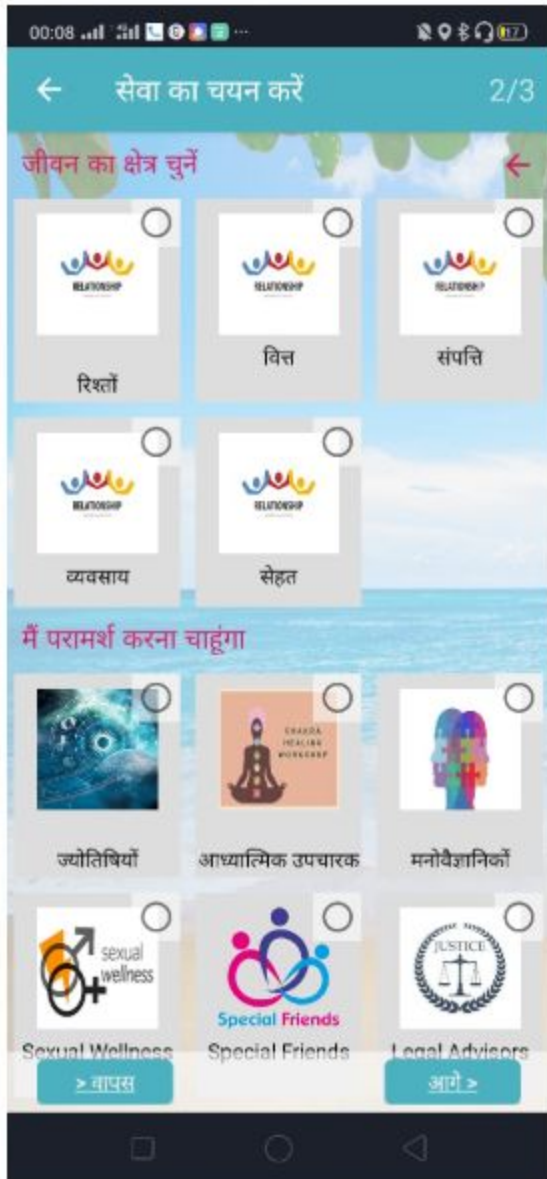 00:08
17
सेवा का चयन करें
2/3
जीवन का क्षेत्र चुनें
RELATIONSHIP
RELATIONSHIP
RELATIONSHIP
रिश्तों
वित्त
संपत्ति
RELATIONSHIP
RELATIONSHIP
व्यवसाय
सेहत
मैं परामर्श करना चाहूंगा
CHAKRA
HEALING
WORKSHOP
ज्योतिषियों
आध्यात्मिक उपचारक
मनोवैज्ञानिकों
sexual
wellness
Special Friends
JUSTICE
Sexual Wellness
Special Friends
Legal Advisors
> वापस
आगे >